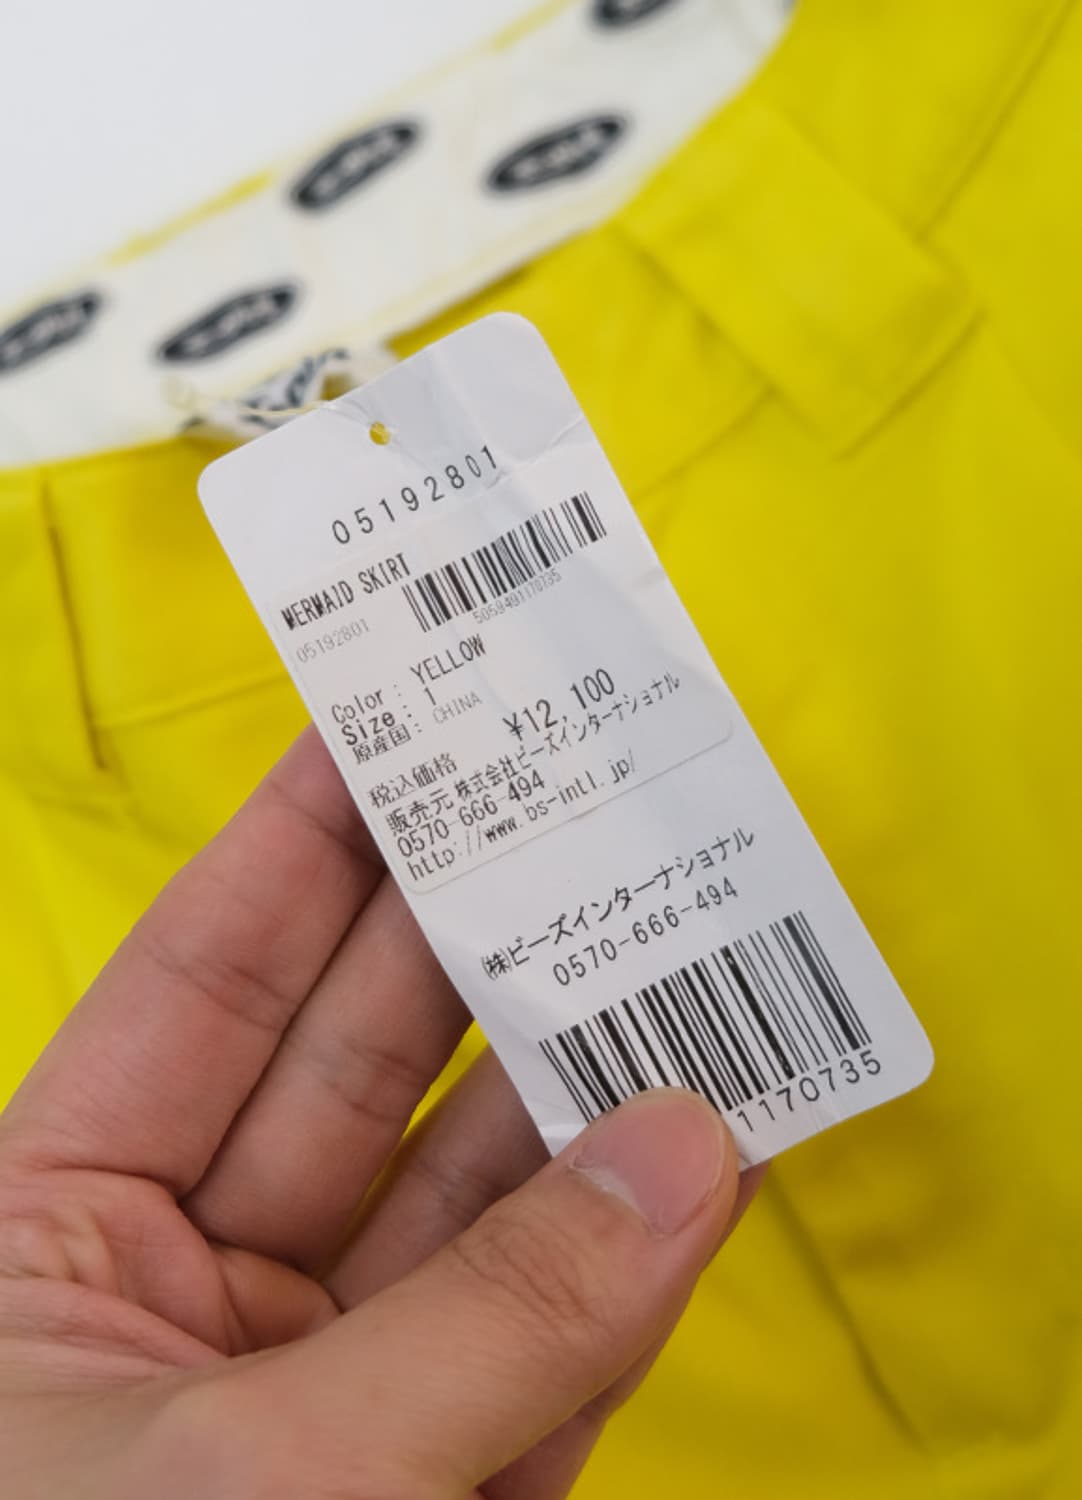 05192801
MERMAID SKIRT
05192801
5059491170735
Color : YELLOW
Size : 1
原産国 : CHINA
税込価格 ¥12,100
販売元 株式会社ビーズインターナショナル
0570-666-494
http://www.bs-intl.jp/
㈱ビーズインターナショナル
0570-666-494
1170735